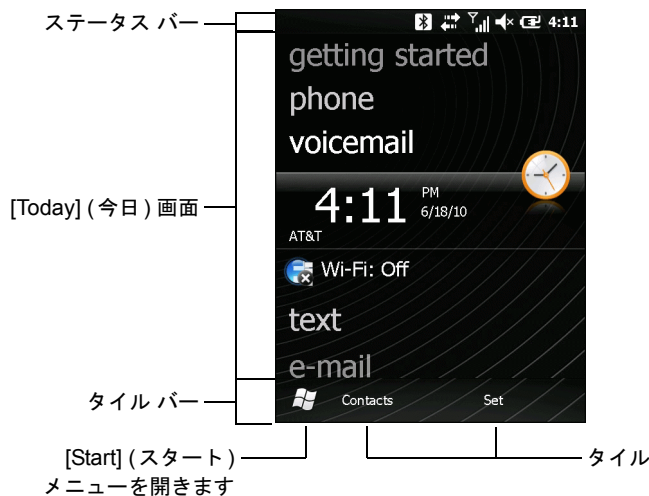 ステータス バー
4:11
getting started
phone
voicemail
[Today] (今日) 画面
4:11 PM
6/18/10
AT&T
Wi-Fi: Off
text
e-mail
タイル バー
Contacts Set
[Start] (スタート)
メニューを開きます
タイル